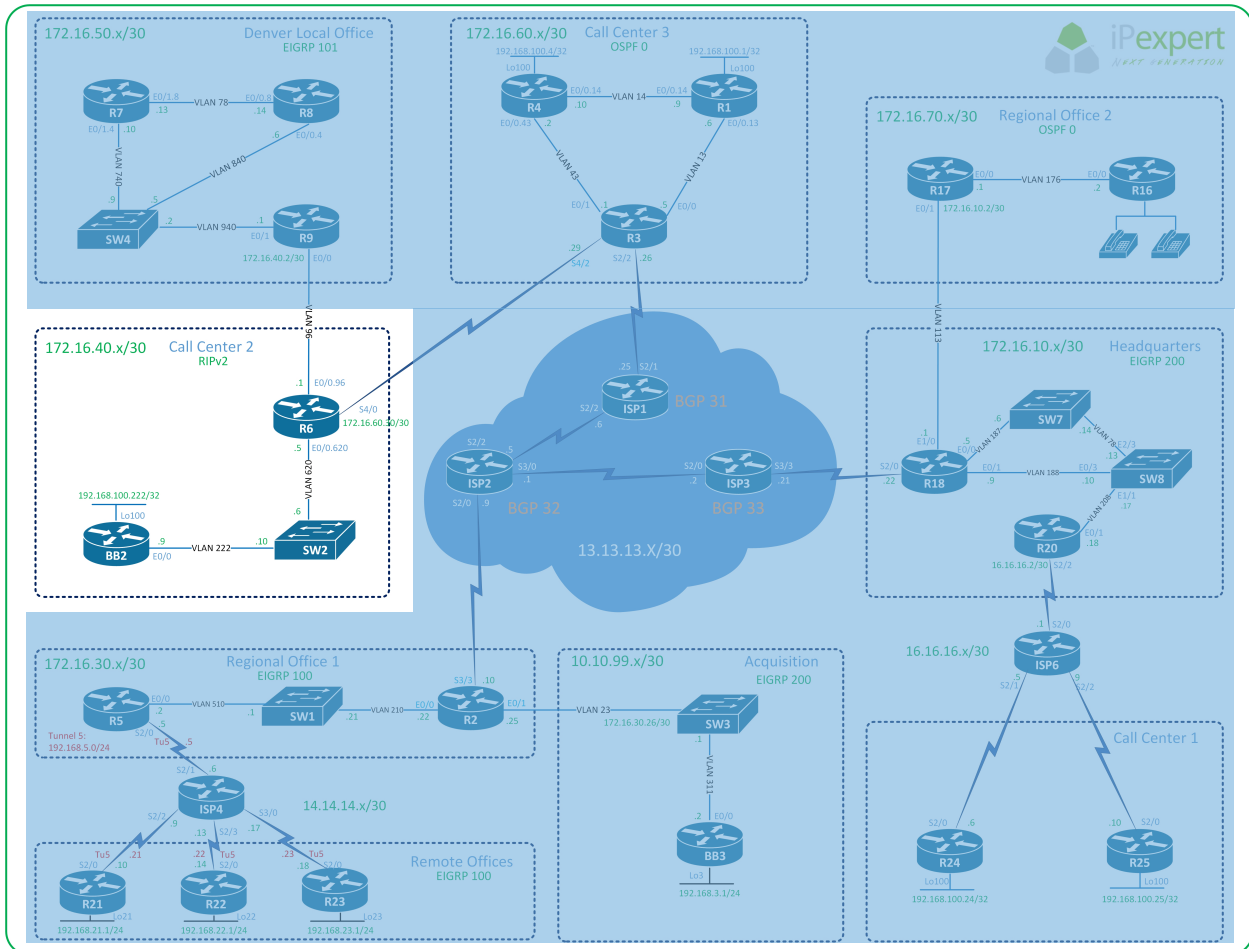 172.16.50.x/30
Denver Local Office
EIGRP 101
R7
E0/1.8
.13
VLAN 78
E0/0.8
.14
R8
E0/1.4
.10
.6
E0/0.4
VLAN 740
VLAN 840
.9
.5
SW4
.2
VLAN 940
.1
E0/1
R9
172.16.40.2/30
E0/0
VLAN 96
172.16.60.x/30
Call Center 3
OSPF 0
192.168.100.4/32
Lo100
192.168.100.1/32
Lo100
R4
E0/0.14
.10
VLAN 14
E0/0.14
.9
R1
E0/0.43
.2
.6
E0/0.13
VLAN 43
VLAN 13
E0/1
.1
.5
E0/0
R3
.29
S4/2
S2/2
.26
iPexpert
NEXT GENERATION
172.16.70.x/30
Regional Office 2
OSPF 0
R17
E0/0
.1
VLAN 176
E0/0
.2
R16
E0/1
172.16.10.2/30
VLAN 113
172.16.40.x/30
Call Center 2
RIPv2
.1
E0/0.96
R6
S4/0
172.16.60.30/30
.5
E0/0.620
VLAN 620
192.168.100.222/32
Lo100
BB2
.9
E0/0
VLAN 222
.10
.6
SW2
.25
S2/1
ISP1
BGP 31
S2/2
.6
S2/2
.5
ISP2
S3/0
.1
S2/0
.9
BGP 32
S2/0
.2
ISP3
S3/3
.21
BGP 33
13.13.13.X/30
172.16.10.x/30
Headquarters
EIGRP 200
.1
E1/0
S2/0
.22
R18
.5
E0/0
VLAN 187
.6
SW7
.14
VLAN 78
E2/3
.13
E0/1
.9
VLAN 188
E0/3
.10
SW8
E1/1
.17
VLAN 208
E0/1
.18
R20
16.16.16.2/30
S2/2
172.16.30.x/30
Regional Office 1
EIGRP 100
R5
E0/0
.2
VLAN 510
.1
SW1
.21
VLAN 210
E0/0
.22
R2
S3/3
.10
E0/1
.25
Tunnel 5:
192.168.5.0/24
.5
S2/0
Tu5
.5
VLAN 23
10.10.99.x/30
Acquisition
EIGRP 200
172.16.30.26/30
SW3
.1
VLAN 311
.2
E0/0
BB3
Lo3
192.168.3.1/24
S2/1
.6
ISP4
14.14.14.x/30
S2/2
.9
.13
S2/3
S3/0
.17
Remote Offices
EIGRP 100
Tu5
.21
S2/0
.10
R21
Lo21
192.168.21.1/24
.22
Tu5
.14
S2/0
R22
Lo22
192.168.22.1/24
.23
Tu5
.18
S2/0
R23
Lo23
192.168.23.1/24
.1
S2/0
16.16.16.x/30
ISP6
.5
S2/1
.9
S2/2
Call Center 1
S2/0
.6
R24
Lo100
192.168.100.24/32
.10
S2/0
R25
Lo100
192.168.100.25/32